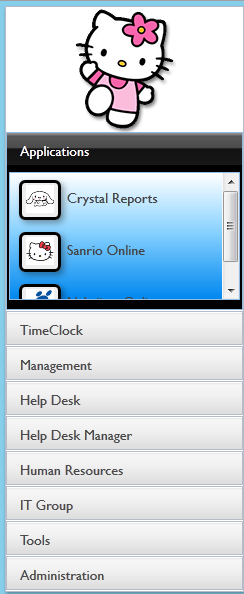 Applications
Crystal Reports
Sanrio Online
TimeClock
Management
Help Desk
Help Desk Manager
Human Resources
IT Group
Tools
Administration